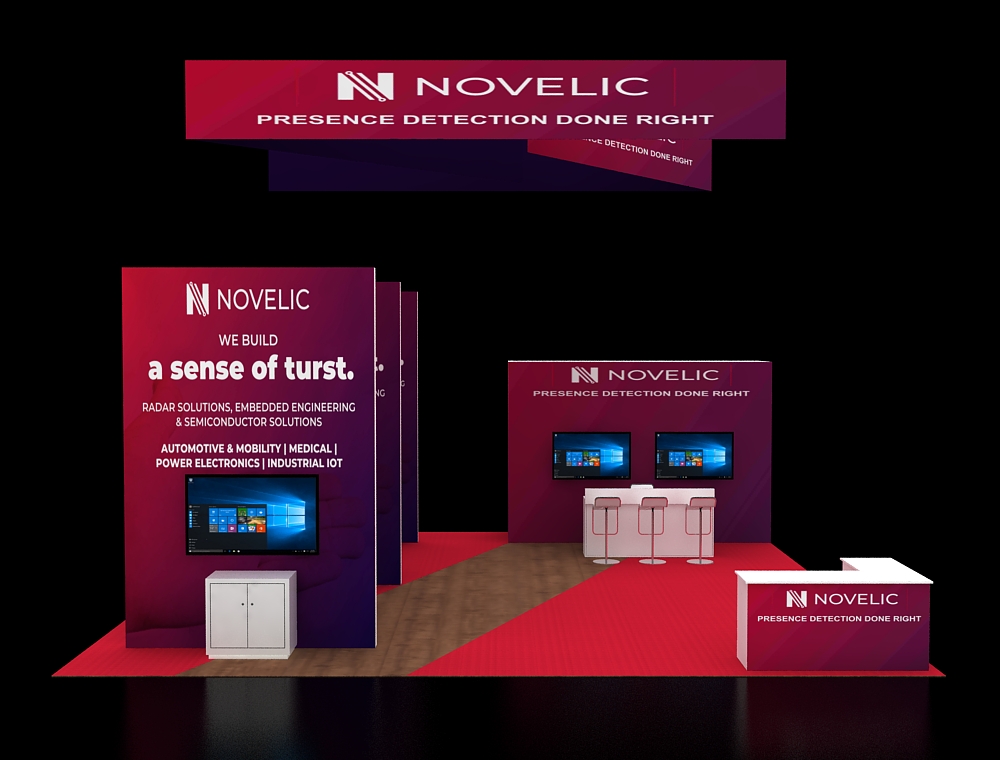 NOVELIC
PRESENCE DETECTION DONE RIGHT
DETECTION DONE RIGHT
NOVELIC
WE BUILD
a sense of turst.
RADAR SOLUTIONS, EMBEDDED ENGINEERING
& SEMICONDUCTOR SOLUTIONS
AUTOMOTIVE & MOBILITY | MEDICAL |
POWER ELECTRONICS | INDUSTRIAL IOT
NOVELIC
PRESENCE DETECTION DONE RIGHT
NOVELIC
PRESENCE DETECTION DONE RIGHT